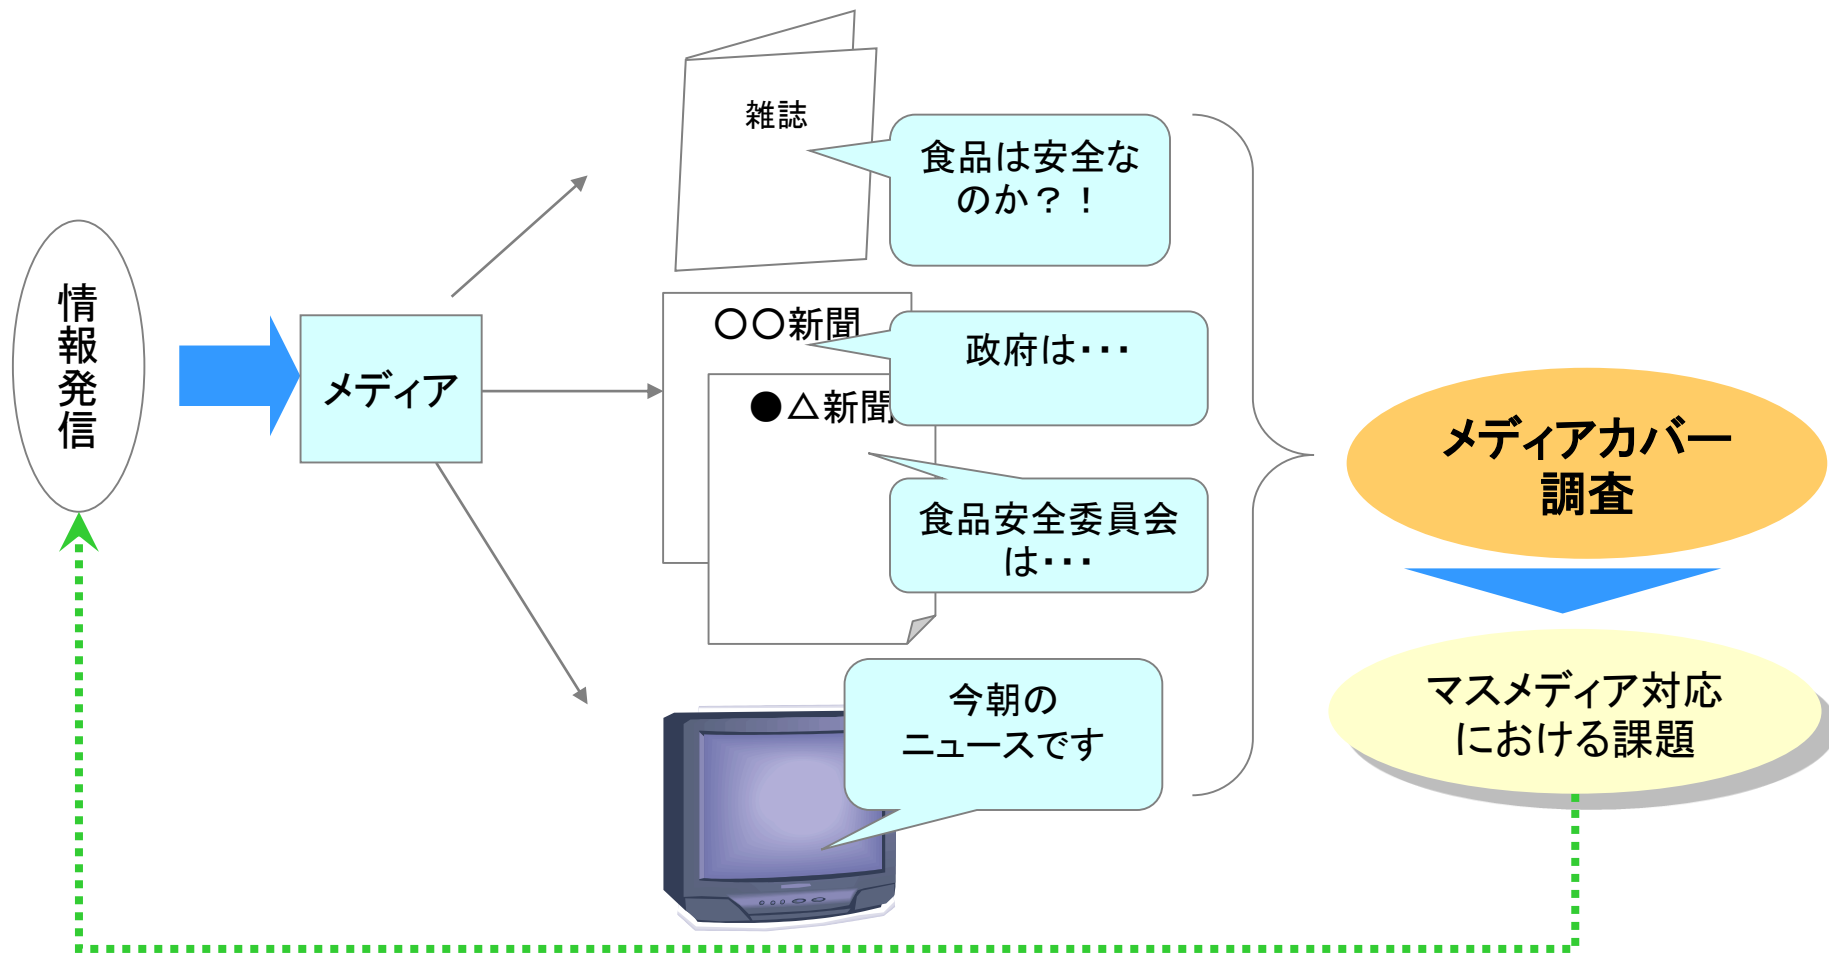 情報発信
メディア
雑誌
食品は安全な
のか？！
〇〇新聞
政府は・・・
●△新聞
食品安全委員会
は・・・
今朝の
ニュースです
メディアカバー
調査
マスメディア対応
における課題